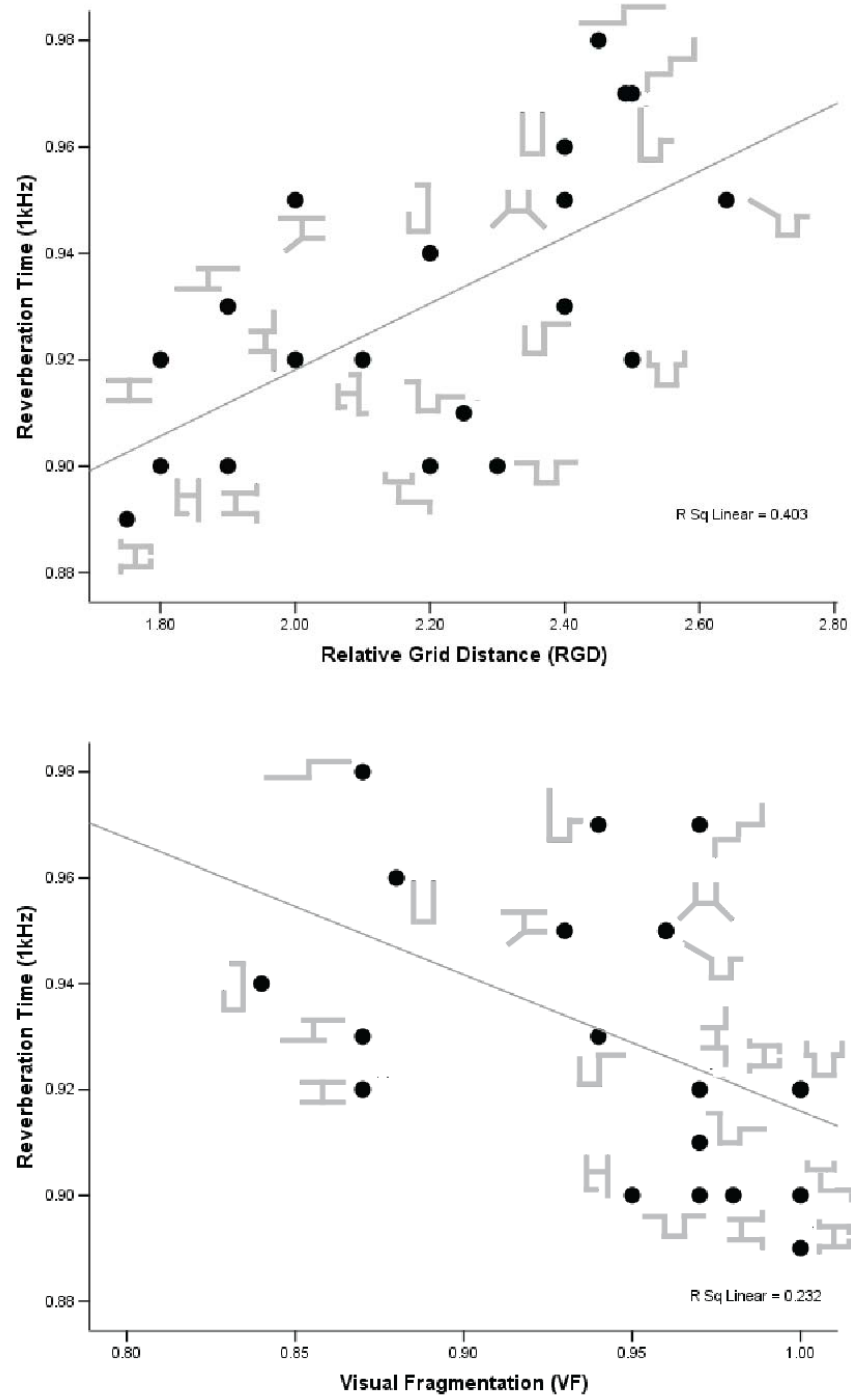 0.98
0.96
0.94
0.92
0.90
0.88
Reverberation Time (1kHz)
R Sq Linear = 0.403
1.80 2.00 2.20 2.40 2.60 2.80
Relative Grid Distance (RGD)
0.98
0.96
0.94
0.92
0.90
0.88
Reverberation Time (1kHz)
R Sq Linear = 0.232
0.80 0.85 0.90 0.95 1.00
Visual Fragmentation (VF)